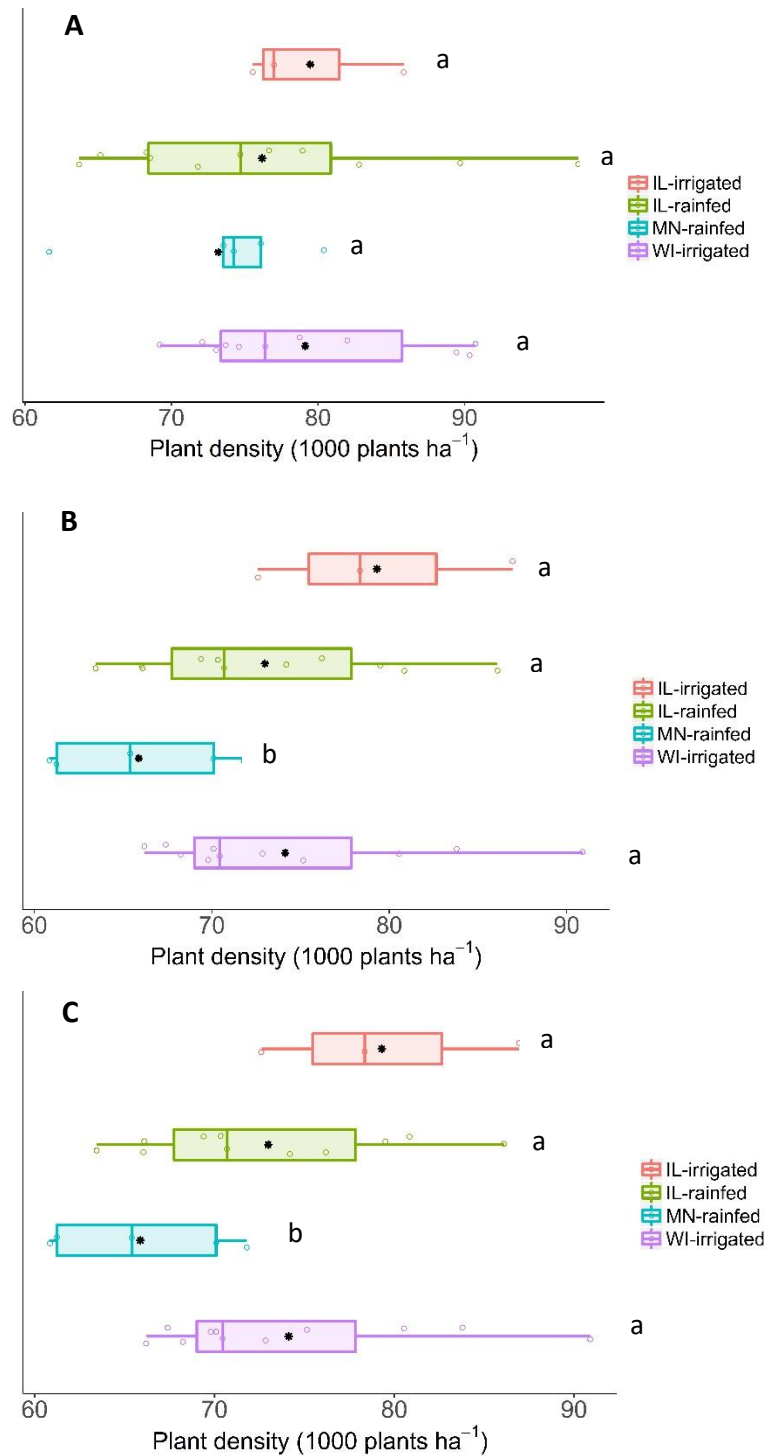 A
a
a
a
a
IL-irrigated
IL-rainfed
MN-rainfed
WI-irrigated
60 70 80 90
Plant density (1000 plants ha⁻¹)
B
a
a
b
a
IL-irrigated
IL-rainfed
MN-rainfed
WI-irrigated
60 70 80 90
Plant density (1000 plants ha⁻¹)
C
a
a
b
a
IL-irrigated
IL-rainfed
MN-rainfed
WI-irrigated
60 70 80 90
Plant density (1000 plants ha⁻¹)